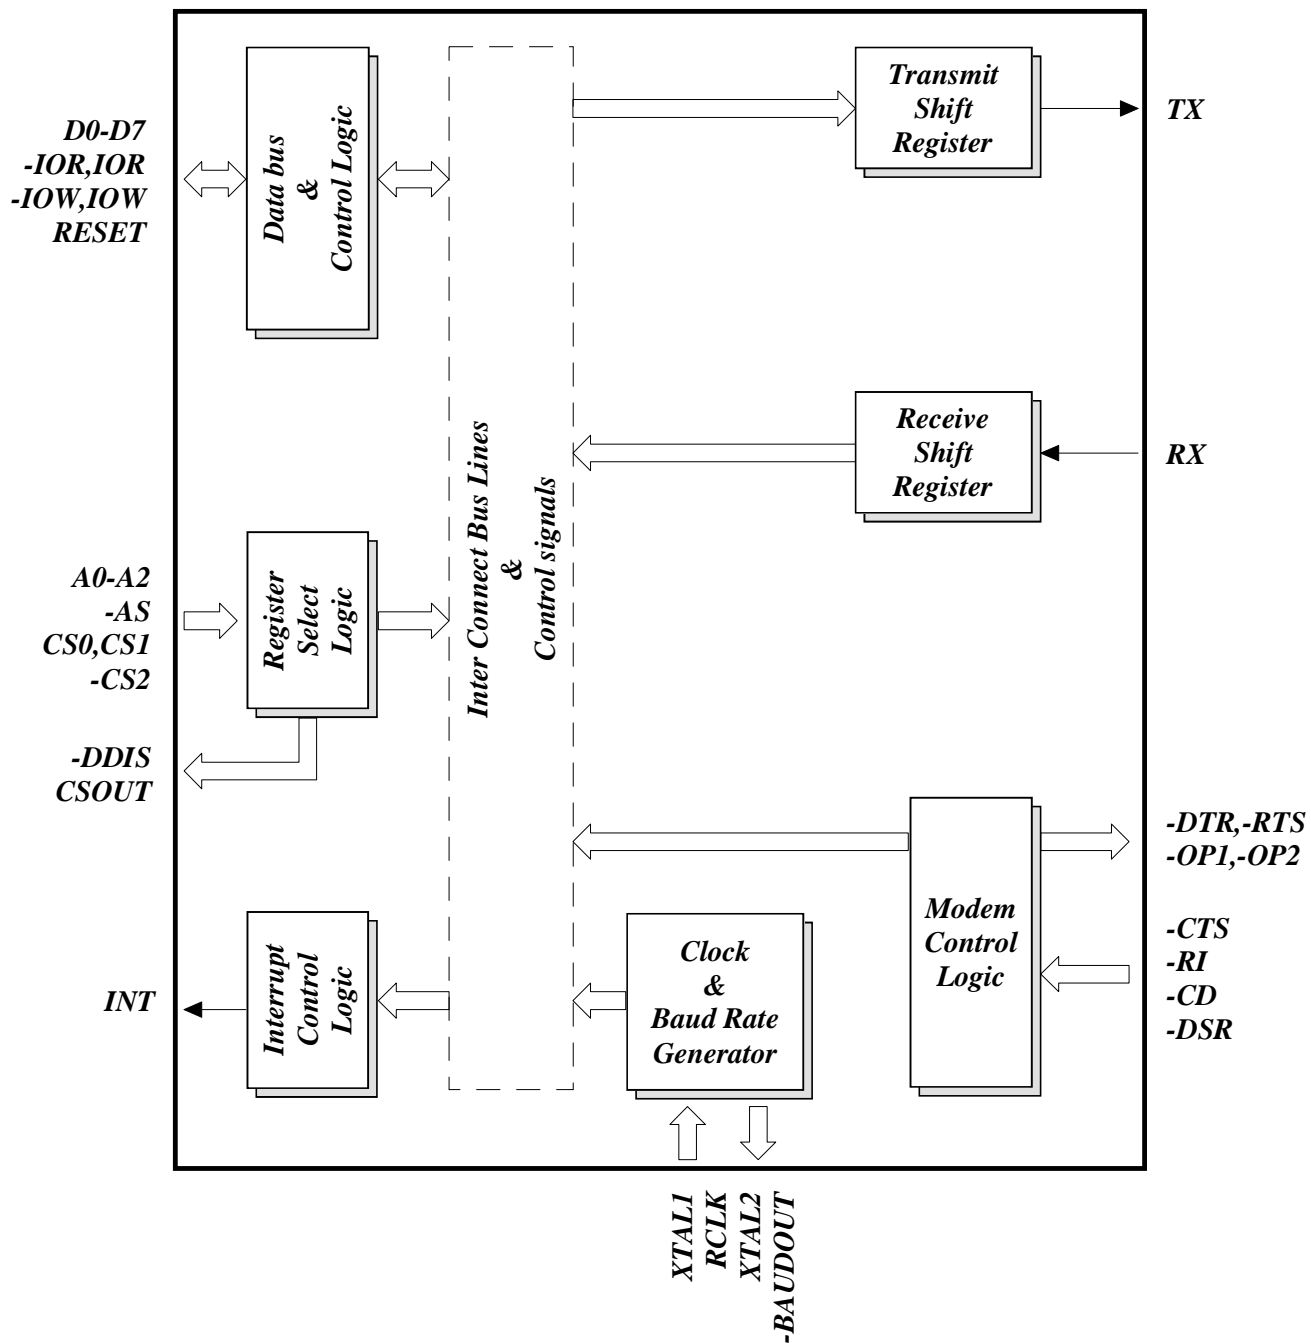 D0-D7
-IOR,IOR
-IOW,IOW
RESET
Data bus
&
Control Logic
A0-A2
-AS
CS0,CS1
-CS2
Register
Select
Logic
-DDIS
CSOUT
INT
Interrupt
Control
Logic
Inter Connect Bus Lines
&
Control signals
Transmit
Shift
Register
TX
Receive
Shift
Register
RX
Modem
Control
Logic
-DTR,-RTS
-OP1,-OP2
-CTS
-RI
-CD
-DSR
Clock
&
Baud Rate
Generator
XTAL1
RCLK
XTAL2
-BAUDOUT